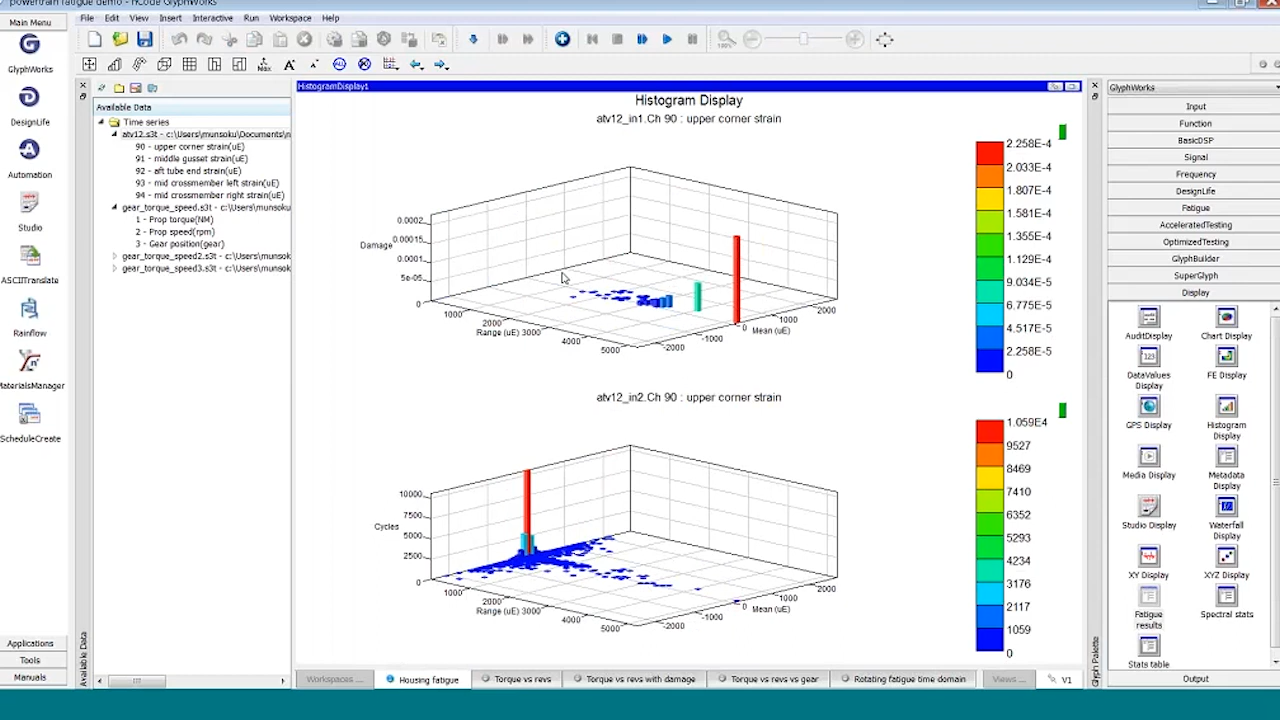 powertrain fatigue demo - nCode GlyphWorks
Main Menu
File Edit View Insert Interactive Run Workspace Help
GlyphWorks
DesignLife
Automation
Studio
ASCIITranslate
Rainflow
MaterialsManager
ScheduleCreate
Applications
Tools
Manuals
Available Data
Time series
atv12.s3t - c:\Users\munsoku\Documents\n
90 - upper corner strain(uE)
91 - middle gusset strain(uE)
92 - aft tube end strain(uE)
93 - mid crossmember left strain(uE)
94 - mid crossmember right strain(uE)
gear_torque_speed.s3t - c:\Users\munsoku
1 - Prop torque(NM)
2 - Prop speed(rpm)
3 - Gear position(gear)
gear_torque_speed2.s3t - c:\Users\munsok
gear_torque_speed3.s3t - c:\Users\munsok
Available Data
HistogramDisplay1
Histogram Display
atv12_in1.Ch 90 : upper corner strain
0.0002
0.00015
0.0001
5e-05
0
Damage
1000
2000
Range (uE) 3000
4000
5000
-2000
-1000
0
Mean (uE)
1000
2000
2.258E-4
2.033E-4
1.807E-4
1.581E-4
1.355E-4
1.129E-4
9.034E-5
6.775E-5
4.517E-5
2.258E-5
0
atv12_in2.Ch 90 : upper corner strain
10000
7500
5000
2500
0
Cycles
1000
2000
Range (uE) 3000
4000
5000
-2000
-1000
0
Mean (uE)
1000
2000
1.059E4
9527
8469
7410
6352
5293
4234
3176
2117
1059
0
Workspaces ...
Housing fatigue
Torque vs revs
Torque vs revs with damage
Torque vs revs vs gear
Rotating fatigue time domain
Views ...
V1
Glyph Palette
GlyphWorks
Input
Function
BasicDSP
Signal
Frequency
DesignLife
Fatigue
AcceleratedTesting
OptimizedTesting
GlyphBuilder
SuperGlyph
Display
AuditDisplay
Chart Display
DataValues Display
FE Display
GPS Display
Histogram Display
Media Display
Metadata Display
Studio Display
Waterfall Display
XY Display
XYZ Display
Fatigue results
Spectral stats
Stats table
Output